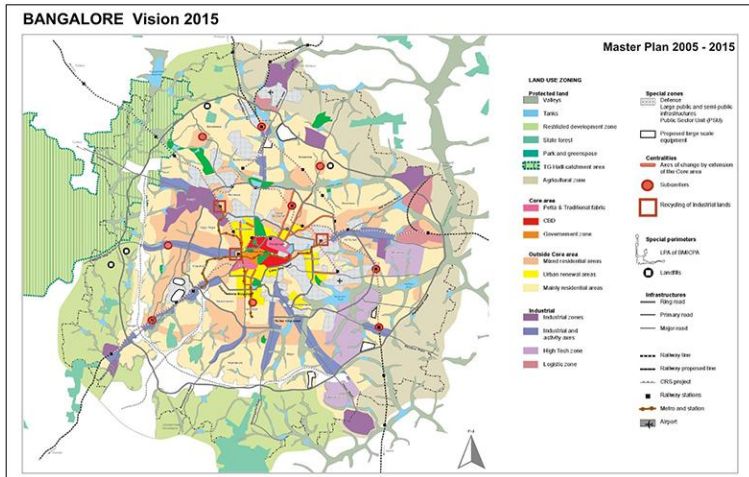 BANGALORE Vision 2015
Master Plan 2005 - 2015
LAND USE ZONING
Protected land
Valleys
Tanks
Restricted development zone
State forest
Park and greenspace
TG Halli catchment area
Agricultural zone
Core area
Petta & Traditional fabric
CBD
Government zone
Outside Core area
Mixed residential areas
Urban renewal areas
Mainly residential areas
Industrial
Industrial zones
Industrial and
activity axes
High Tech zone
Logistic zone
Special zones
Defence
Large public and semi-public
infrastructures
Public Sector Unit (PSU)
Proposed large scale
equipment
Centralities
Axes of change by extension
of the Core area
Subcenters
Recycling of Industrial lands
Special perimeters
LPA of BMICPA
Landfills
Infrastructures
Ring road
Primary road
Major road
Railway line
Railway proposed line
CRS project
Railway stations
Metro and station
Airport